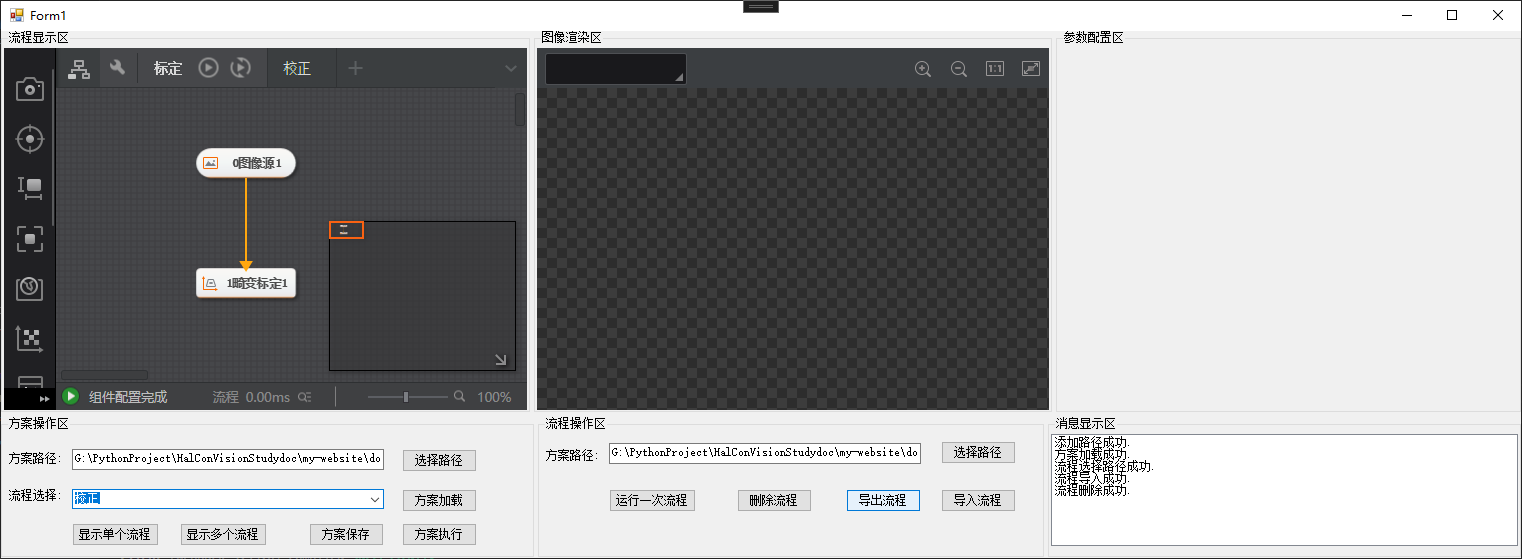 Form1
流程显示区
图像渲染区
参数配置区
标定
校正
1:1
0图像源1
1畸变标定1
组件配置完成
流程 0.00ms
100%
方案操作区
流程操作区
消息显示区
方案路径:
G:\PythonProject\HalConVisionStudydoc\my-website\do
选择路径
流程选择:
校正
方案加载
显示单个流程
显示多个流程
方案保存
方案执行
方案路径:
G:\PythonProject\HalConVisionStudydoc\my-website\do
选择路径
运行一次流程
删除流程
导出流程
导入流程
添加路径成功.
方案加载成功.
流程选择路径成功.
流程导入成功.
流程删除成功.